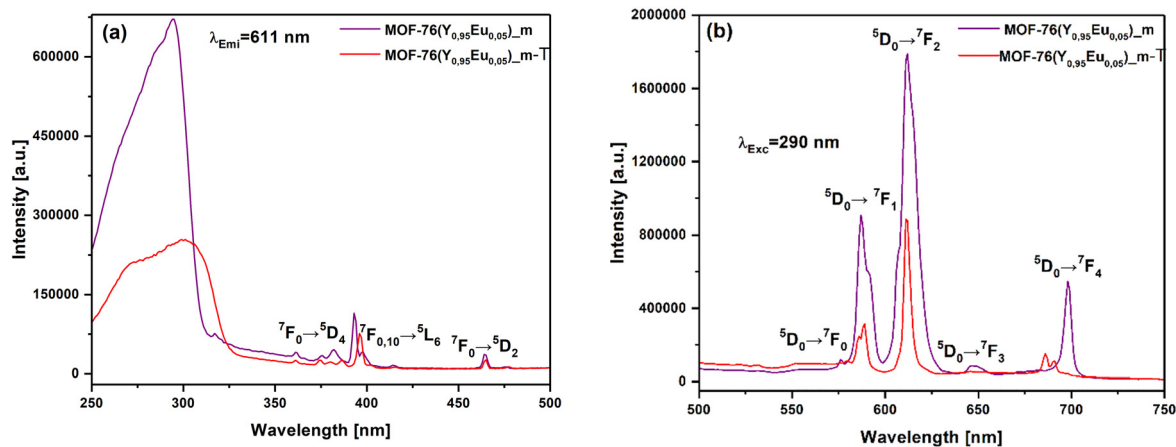 (a)
λEmi=611 nm
MOF-76(Y0,95Eu0,05)_m
MOF-76(Y0,95Eu0,05)_m-T
600000
450000
300000
150000
0
Intensity [a.u.]
7F0→5D4
7F0,10→5L6
7F0→5D2
250 300 350 400 450 500
Wavelength [nm]
(b)
5D0→7F2
MOF-76(Y0,95Eu0,05)_m
MOF-76(Y0,95Eu0,05)_m-T
λExc=290 nm
2000000
1600000
1200000
800000
400000
0
Intensity [a.u.]
5D0→7F1
5D0→7F4
5D0→7F0
5D0→7F3
500 550 600 650 700 750
Wavelength [nm]